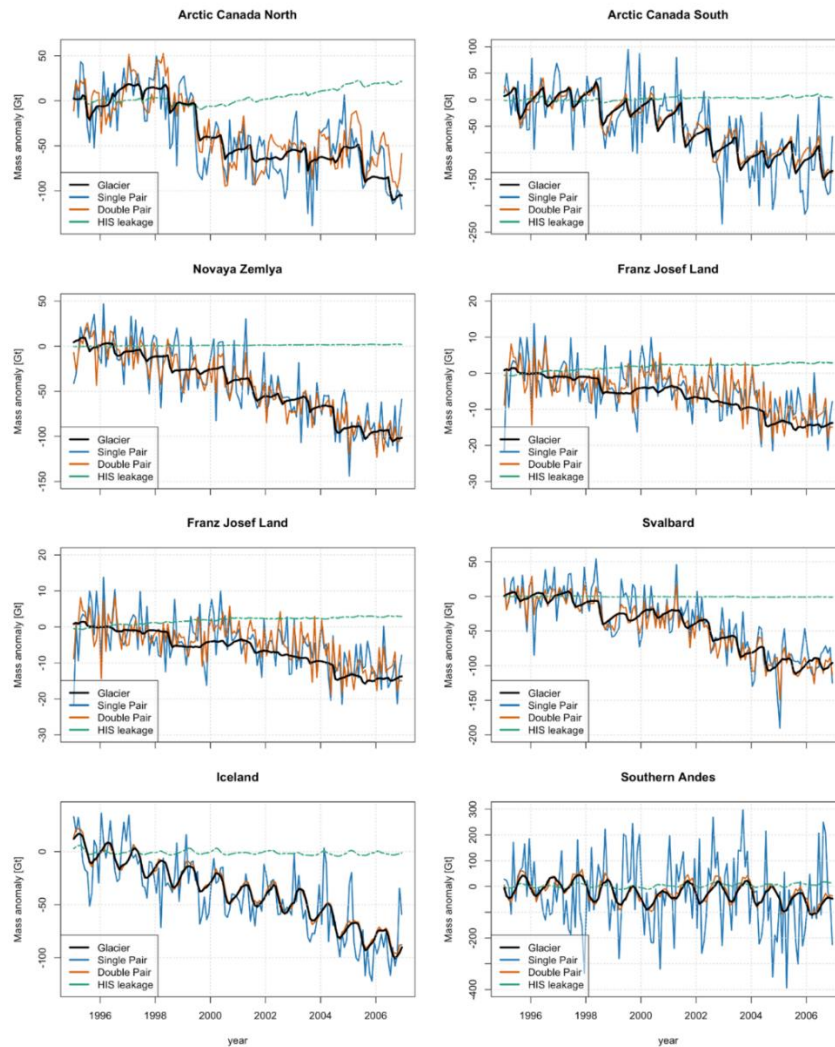 Arctic Canada North
Mass anomaly [Gt]
50
0
-50
-100
Glacier
Single Pair
Double Pair
HIS leakage
Arctic Canada South
Mass anomaly [Gt]
100
50
0
-50
-150
-250
Glacier
Single Pair
Double Pair
HIS leakage
Novaya Zemlya
Mass anomaly [Gt]
50
0
-50
-100
-150
Glacier
Single Pair
Double Pair
HIS leakage
Franz Josef Land
Mass anomaly [Gt]
20
10
0
-10
-20
-30
Glacier
Single Pair
Double Pair
HIS leakage
Franz Josef Land
Mass anomaly [Gt]
20
10
0
-10
-20
-30
Glacier
Single Pair
Double Pair
HIS leakage
Svalbard
Mass anomaly [Gt]
50
0
-50
-100
-200
Glacier
Single Pair
Double Pair
HIS leakage
Iceland
Mass anomaly [Gt]
0
-50
-100
Glacier
Single Pair
Double Pair
HIS leakage
1996 1998 2000 2002 2004 2006
year
Southern Andes
Mass anomaly [Gt]
300
200
100
0
-200
-400
Glacier
Single Pair
Double Pair
HIS leakage
1996 1998 2000 2002 2004 2006
year